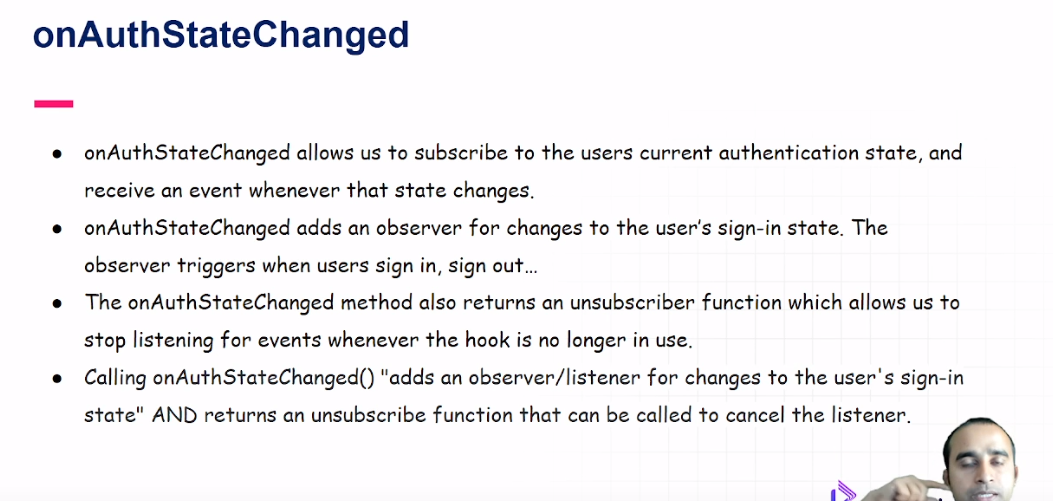 onAuthStateChanged
● onAuthStateChanged allows us to subscribe to the users current authentication state, and
receive an event whenever that state changes.
● onAuthStateChanged adds an observer for changes to the user's sign-in state. The
observer triggers when users sign in, sign out...
● The onAuthStateChanged method also returns an unsubscriber function which allows us to
stop listening for events whenever the hook is no longer in use.
● Calling onAuthStateChanged() "adds an observer/listener for changes to the user's sign-in
state" AND returns an unsubscribe function that can be called to cancel the listener.